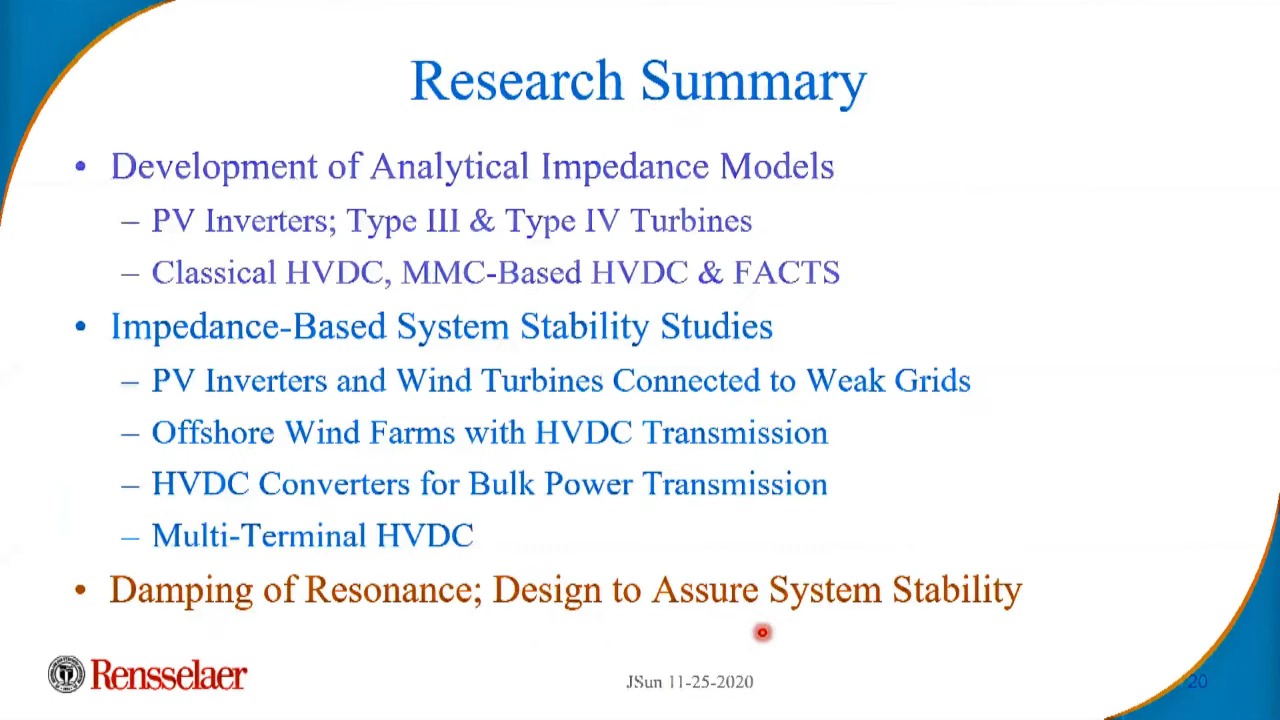 Research Summary
• Development of Analytical Impedance Models
– PV Inverters; Type III & Type IV Turbines
– Classical HVDC, MMC-Based HVDC & FACTS
• Impedance-Based System Stability Studies
– PV Inverters and Wind Turbines Connected to Weak Grids
– Offshore Wind Farms with HVDC Transmission
– HVDC Converters for Bulk Power Transmission
– Multi-Terminal HVDC
• Damping of Resonance; Design to Assure System Stability
Rensselaer
JSun 11-25-2020
20